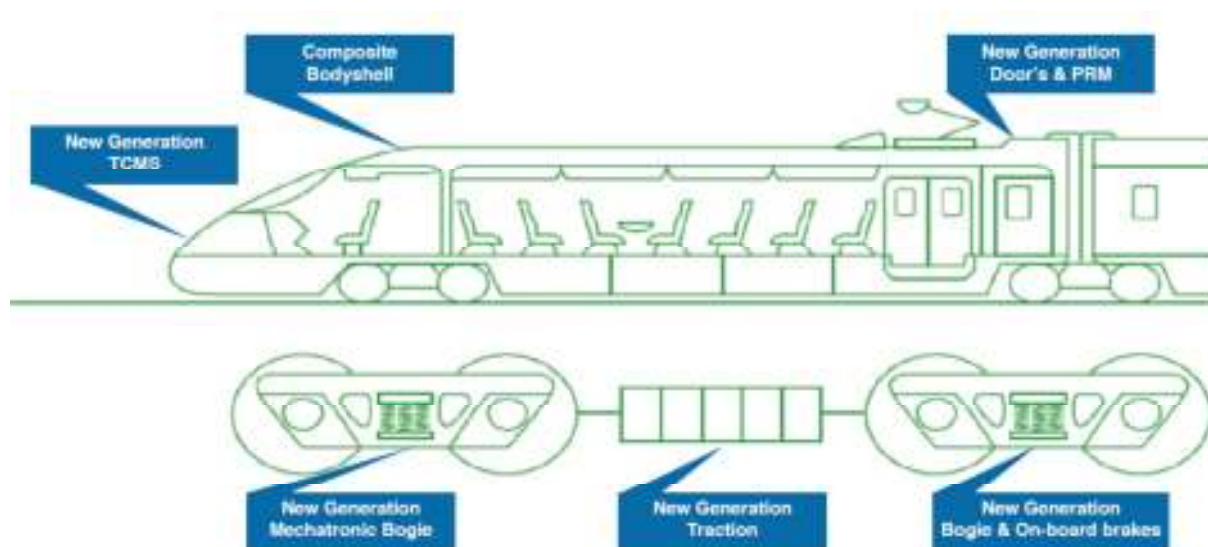 Composite
Bodyshell
New Generation
Door's & PRM
New Generation
TCMS
New Generation
Mechatronic Bogie
New Generation
Traction
New Generation
Bogie & On-board brakes